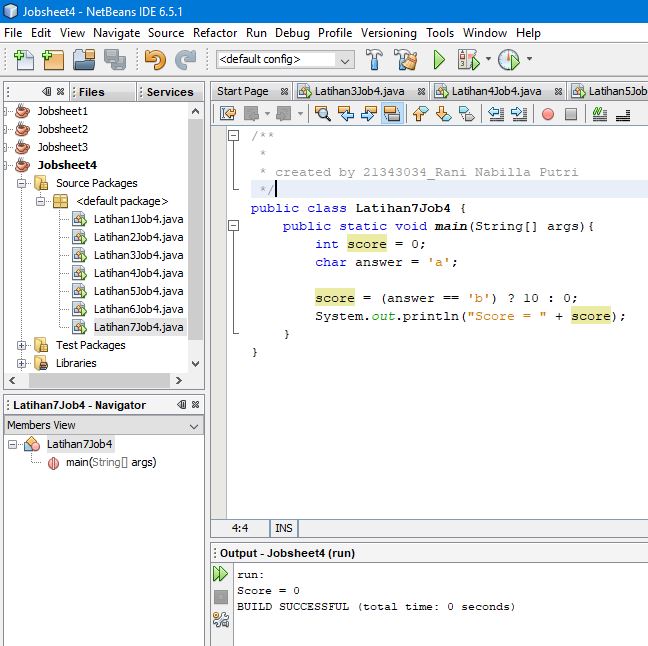 Jobsheet4 - NetBeans IDE 6.5.1
File Edit View Navigate Source Refactor Run Debug Profile Versioning Tools Window Help
<default config>
Files
Services
Jobsheet1
Jobsheet2
Jobsheet3
Jobsheet4
Source Packages
<default package>
Latihan1Job4.java
Latihan2Job4.java
Latihan3Job4.java
Latihan4Job4.java
Latihan5Job4.java
Latihan6Job4.java
Latihan7Job4.java
Test Packages
Libraries
Latihan7Job4 - Navigator
Members View
Latihan7Job4
main(String[] args)
Start Page Latihan3Job4.java Latihan4Job4.java Latihan5Job
/**
*
* created by 21343034_Rani Nabilla Putri
*/
public class Latihan7Job4 {
public static void main(String[] args){
int score = 0;
char answer = 'a';
score = (answer == 'b') ? 10 : 0;
System.out.println("Score = " + score);
}
}
4:4 INS
Output - Jobsheet4 (run)
run:
Score = 0
BUILD SUCCESSFUL (total time: 0 seconds)